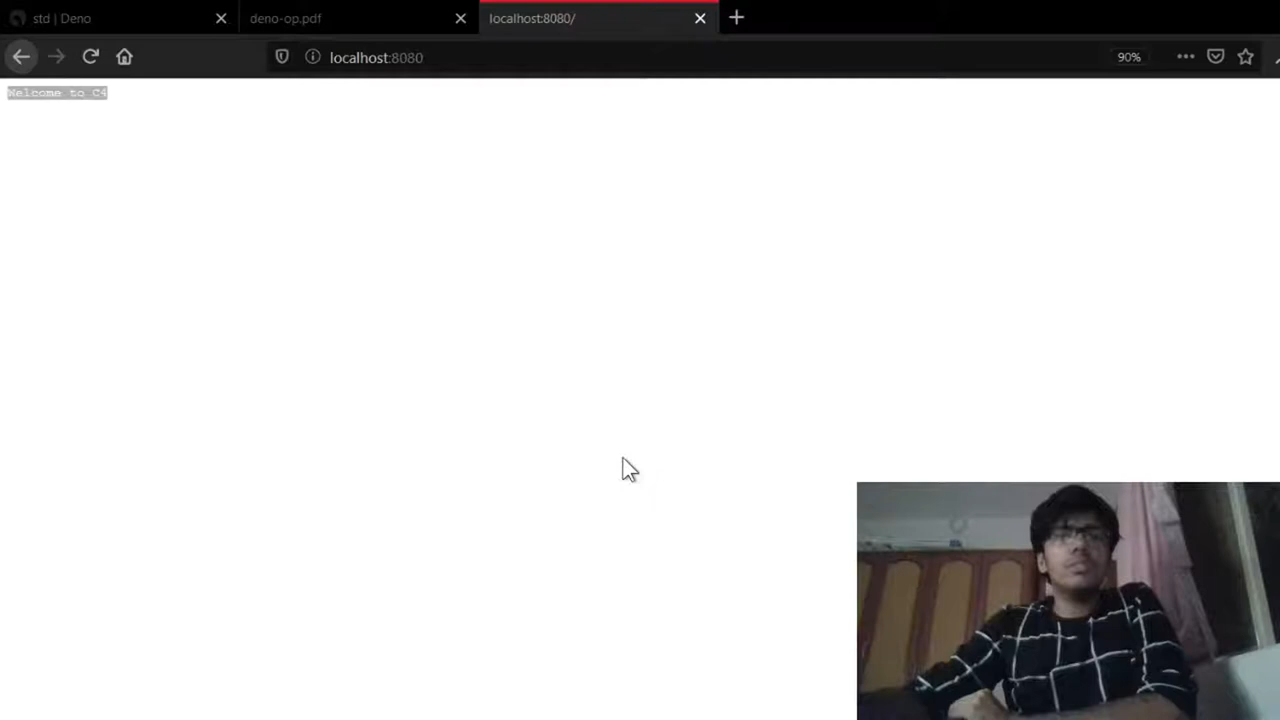 std | Deno
deno-op.pdf
localhost:8080/
localhost:8080
90%
Welcome to C4